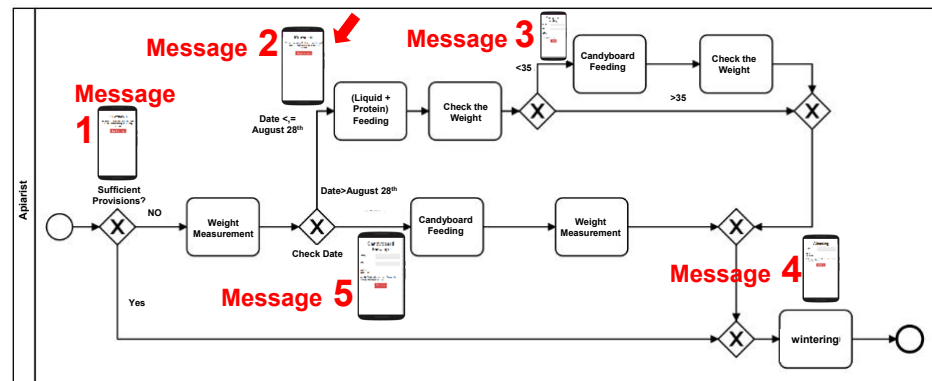 Apiarist
Message
1
Sufficient
Provisions?
X
NO
Yes
Weight
Measurement
X
Check Date
Date <,=
August 28th
Date>August 28th
Message 2
(Liquid +
Protein)
Feeding
Check the
Weight
X
<35
>35
Message 3
Candyboard
Feeding
Check the
Weight
X
Candyboard
Feeding
Weight
Measurement
X
Message 5
Candyboard
Message 4
X
wintering